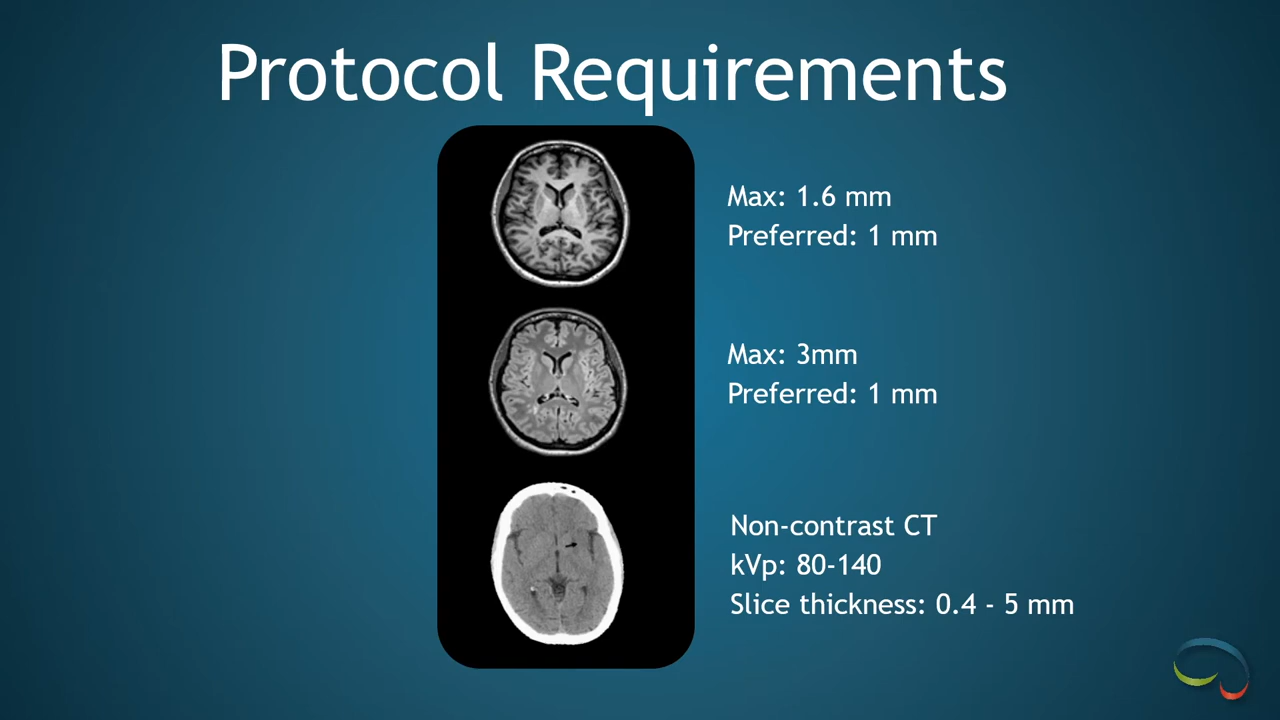 Protocol Requirements
Max: 1.6 mm
Preferred: 1 mm
Max: 3mm
Preferred: 1 mm
Non-contrast CT
kVp: 80-140
Slice thickness: 0.4 - 5 mm